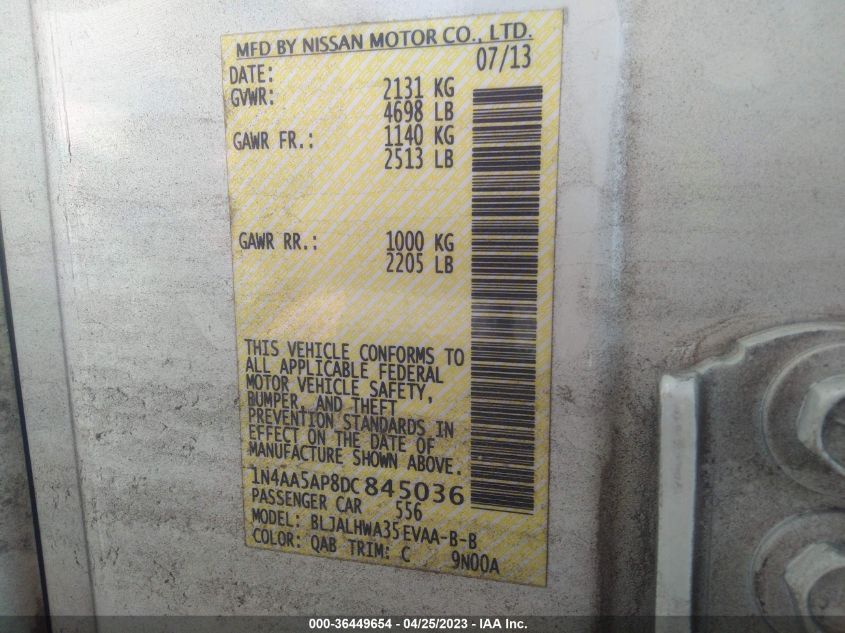 MFD BY NISSAN MOTOR CO., LTD.
DATE: 07/13
GVWR: 2131 KG
4698 LB
GAWR FR.: 1140 KG
2513 LB
GAWR RR.: 1000 KG
2205 LB
THIS VEHICLE CONFORMS TO
ALL APPLICABLE FEDERAL
MOTOR VEHICLE SAFETY,
BUMPER, AND THEFT
PREVENTION STANDARDS IN
EFFECT ON THE DATE OF
MANUFACTURE SHOWN ABOVE.
1N4AA5AP8DC845036
PASSENGER CAR 556
MODEL: BLJALHWA35EVAA-B-B
COLOR: QAB TRIM: C 9N00A
000-36449654 - 04/25/2023 - IAA Inc.